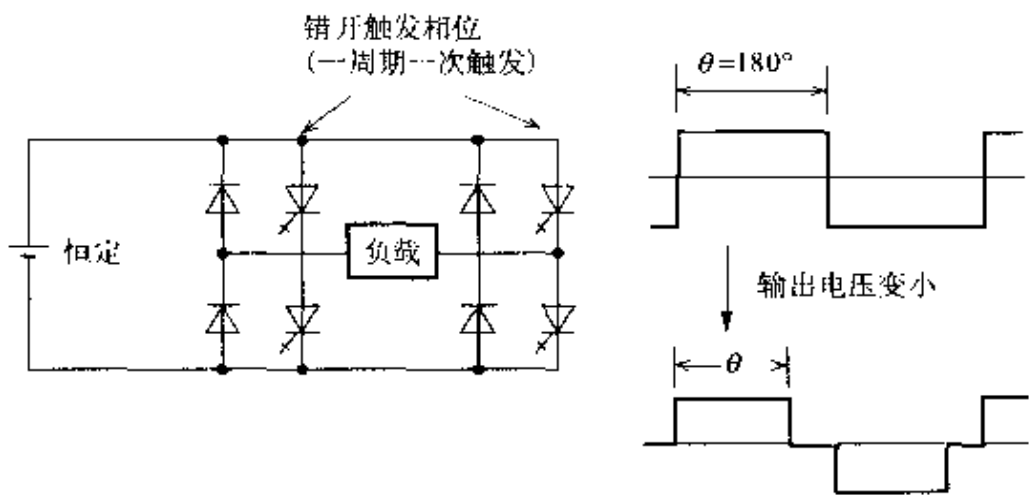 错开触发相位
(一周期一次触发)
θ=180°
恒定
负载
输出电压变小
θ